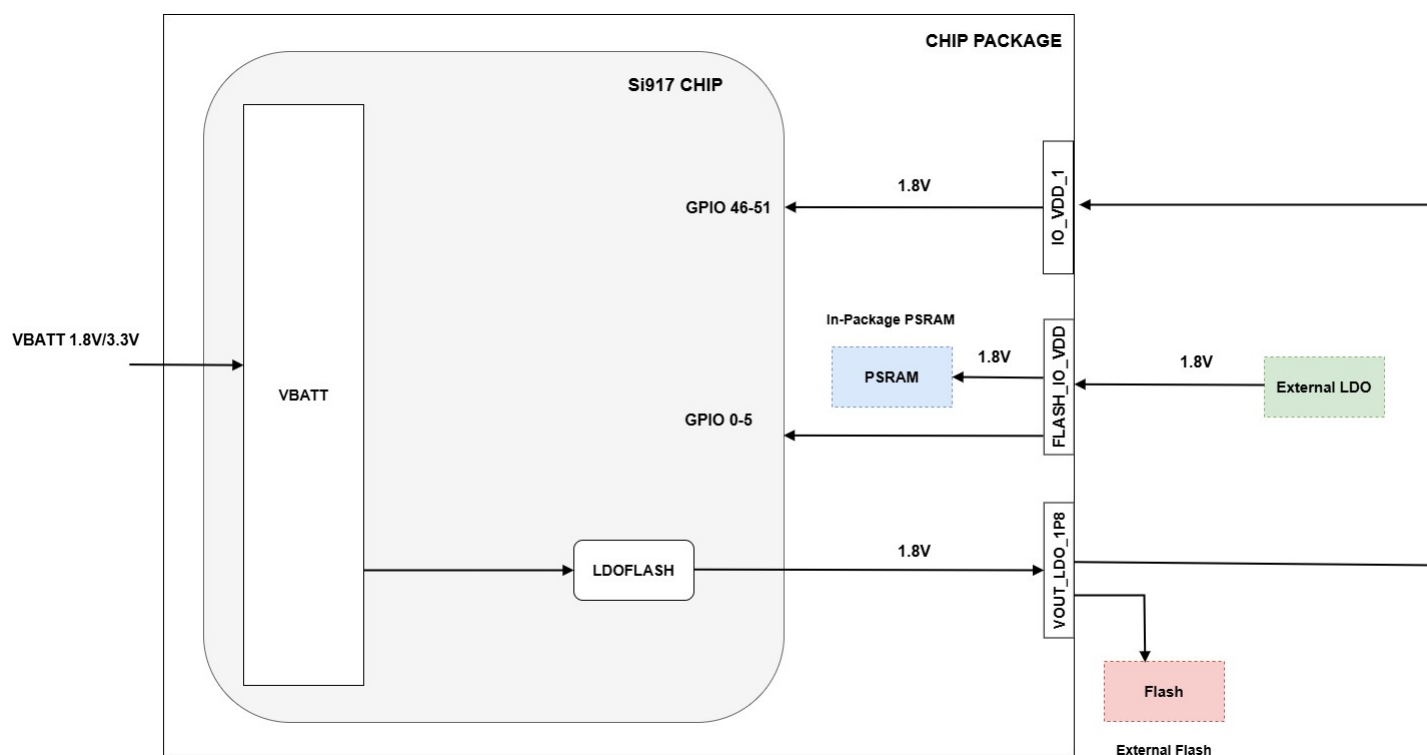 CHIP PACKAGE
Si917 CHIP
1.8V
GPIO 46-51
IO_VDD_1
In-Package PSRAM
VBATT 1.8V/3.3V
1.8V
1.8V
PSRAM
FLASH_IO_VDD
External LDO
VBATT
GPIO 0-5
1.8V
LDOFLASH
VOUT_LDO_1P8
Flash
External Flash